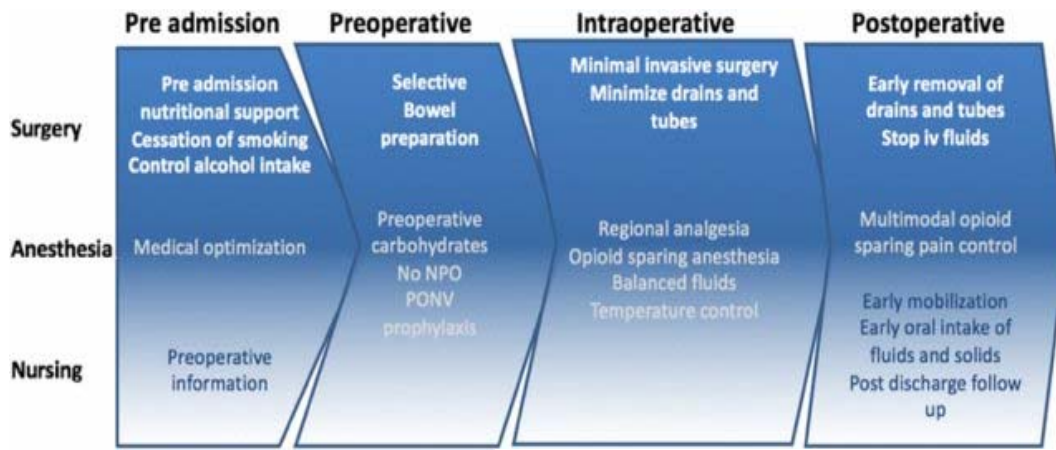 Pre admission
Preoperative
Intraoperative
Postoperative
Surgery
Pre admission
nutritional support
Cessation of smoking
Control alcohol intake
Selective
Bowel
preparation
Minimal invasive surgery
Minimize drains and
tubes
Early removal of
drains and tubes
Stop iv fluids
Anesthesia
Medical optimization
Preoperative
carbohydrates
No NPO
PONV
prophylaxis
Regional analgesia
Opioid sparing anesthesia
Balanced fluids
Temperature control
Multimodal opioid
sparing pain control
Nursing
Preoperative
information
Early mobilization
Early oral intake of
fluids and solids
Post discharge follow
up